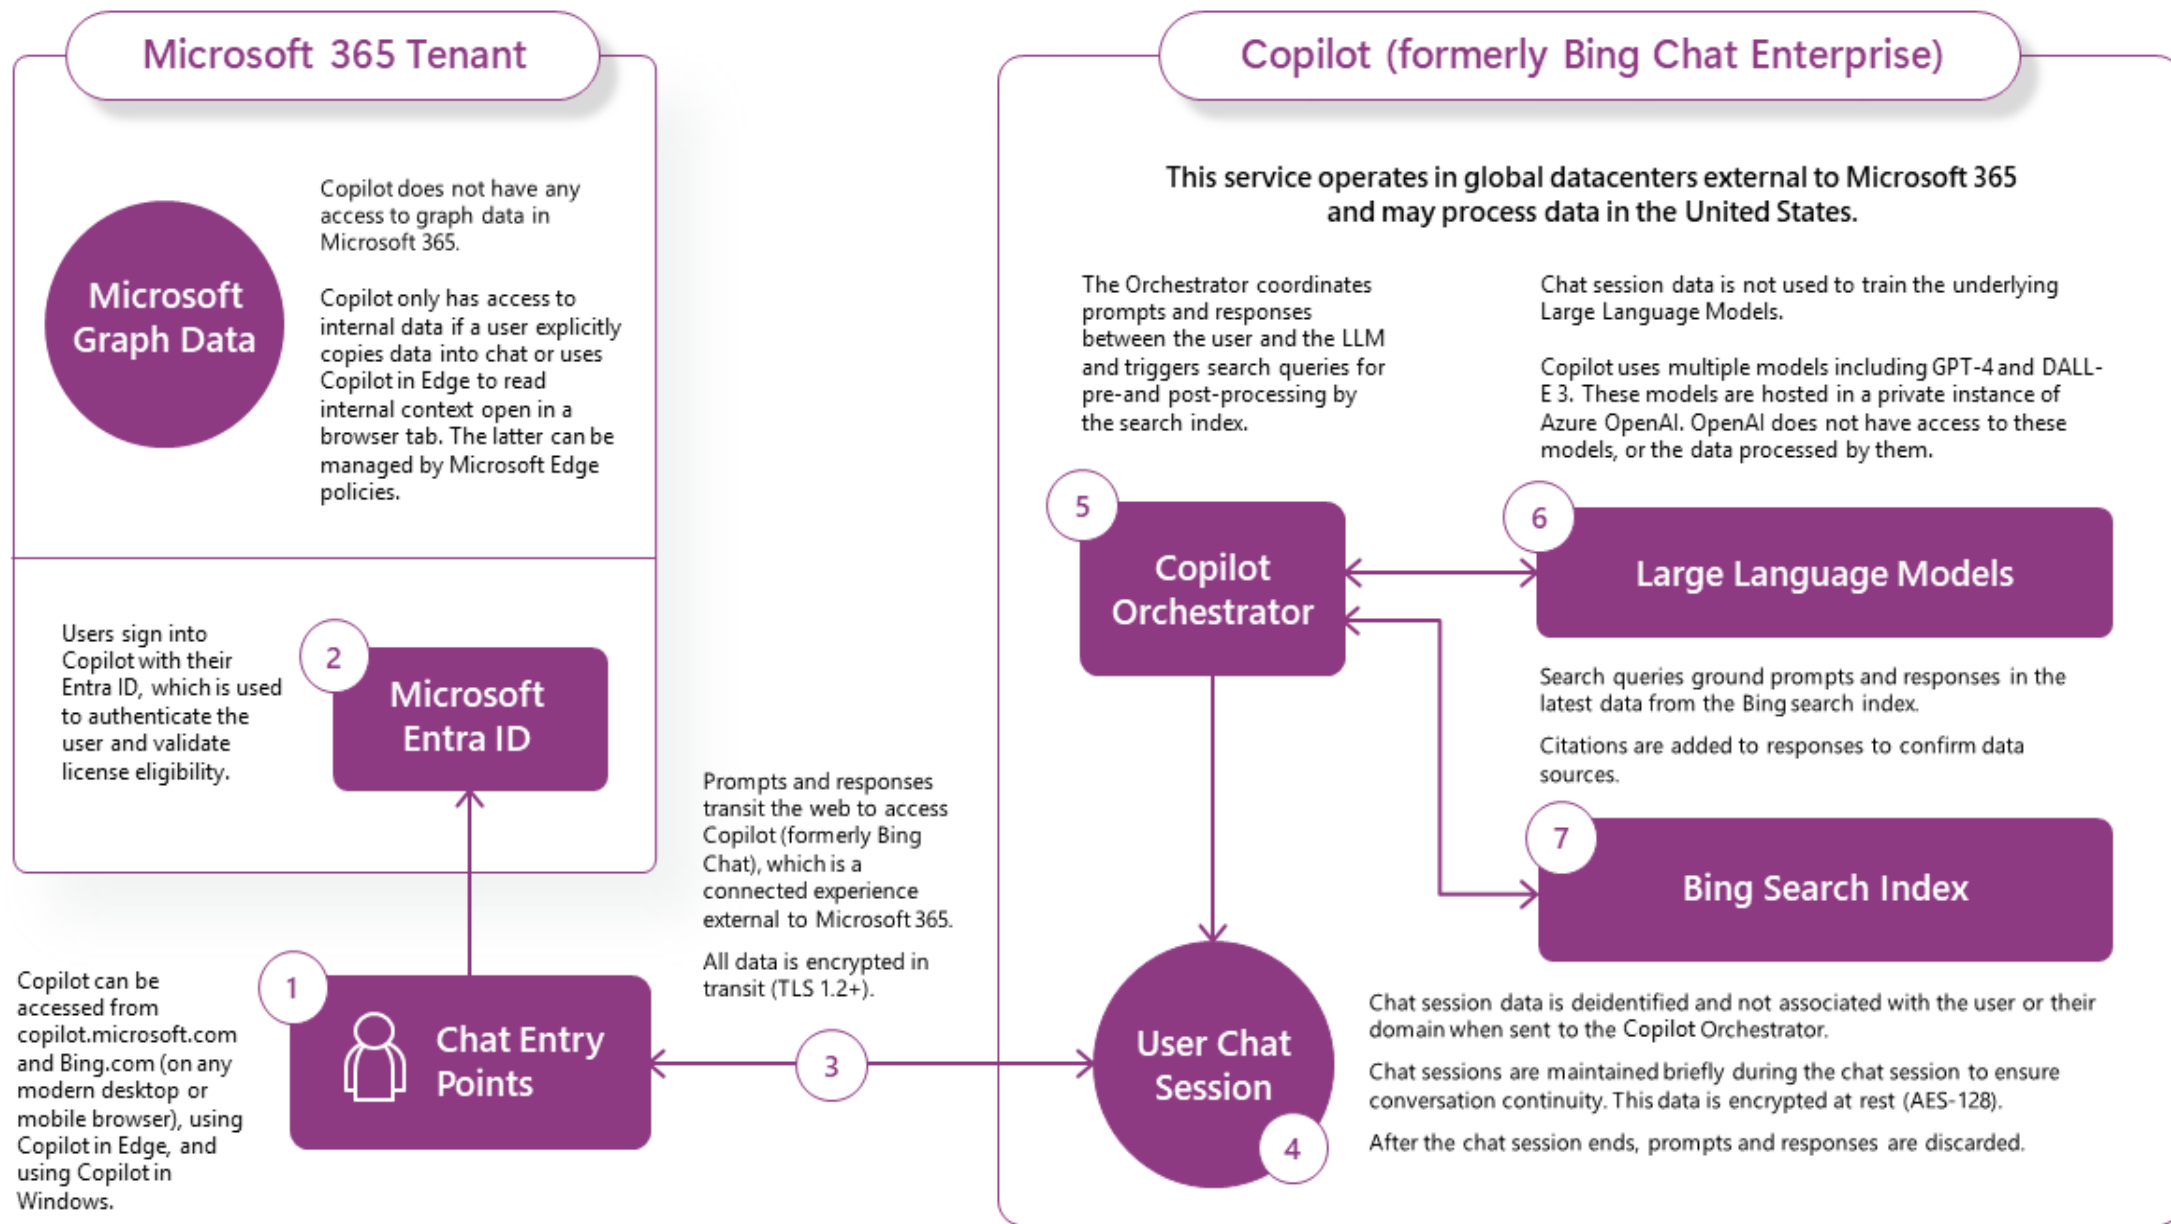 Microsoft 365 Tenant
Copilot does not have any
access to graph data in
Microsoft 365.
Copilot only has access to
internal data if a user explicitly
copies data into chat or uses
Copilot in Edge to read
internal context open in a
browser tab. The latter can be
managed by Microsoft Edge
policies.
Microsoft
Graph Data
Users sign into
Copilot with their
Entra ID, which is used
to authenticate the
user and validate
license eligibility.
2
Microsoft
Entra ID
Copilot can be
accessed from
copilot.microsoft.com
and Bing.com (on any
modern desktop or
mobile browser), using
Copilot in Edge, and
using Copilot in
Windows.
1
Chat Entry
Points
Prompts and responses
transit the web to access
Copilot (formerly Bing
Chat), which is a
connected experience
external to Microsoft 365.
All data is encrypted in
transit (TLS 1.2+).
3
Copilot (formerly Bing Chat Enterprise)
This service operates in global datacenters external to Microsoft 365
and may process data in the United States.
The Orchestrator coordinates
prompts and responses
between the user and the LLM
and triggers search queries for
pre-and post-processing by
the search index.
5
Copilot
Orchestrator
Chat session data is not used to train the underlying
Large Language Models.
Copilot uses multiple models including GPT-4 and DALL-
E 3. These models are hosted in a private instance of
Azure OpenAI. OpenAI does not have access to these
models, or the data processed by them.
6
Large Language Models
Search queries ground prompts and responses in the
latest data from the Bing search index.
Citations are added to responses to confirm data
sources.
7
Bing Search Index
User Chat
Session
4
Chat session data is deidentified and not associated with the user or their
domain when sent to the Copilot Orchestrator.
Chat sessions are maintained briefly during the chat session to ensure
conversation continuity. This data is encrypted at rest (AES-128).
After the chat session ends, prompts and responses are discarded.